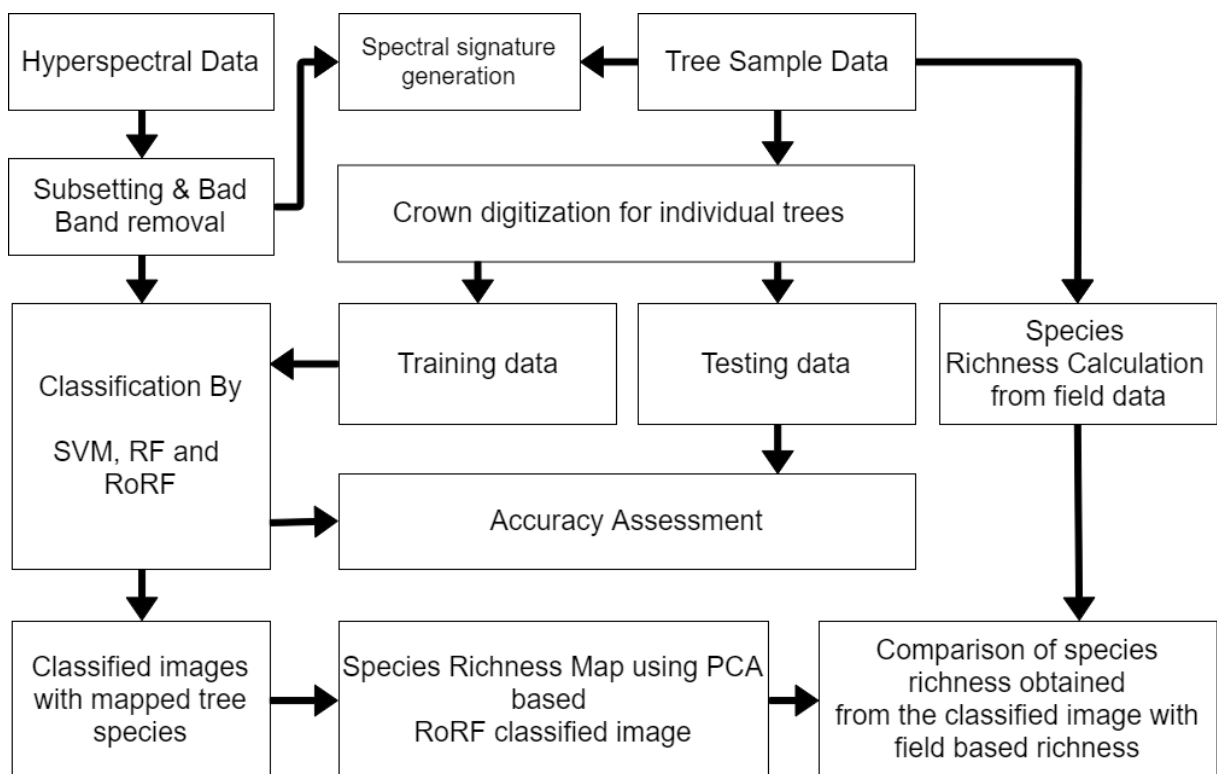 Hyperspectral Data
Spectral signature
generation
Tree Sample Data
Subsetting & Bad
Band removal
Crown digitization for individual trees
Classification By
SVM, RF and
RoRF
Training data
Testing data
Species
Richness Calculation
from field data
Accuracy Assessment
Classified images
with mapped tree
species
Species Richness Map using PCA
based
RoRF classified image
Comparison of species
richness obtained
from the classified image with
field based richness